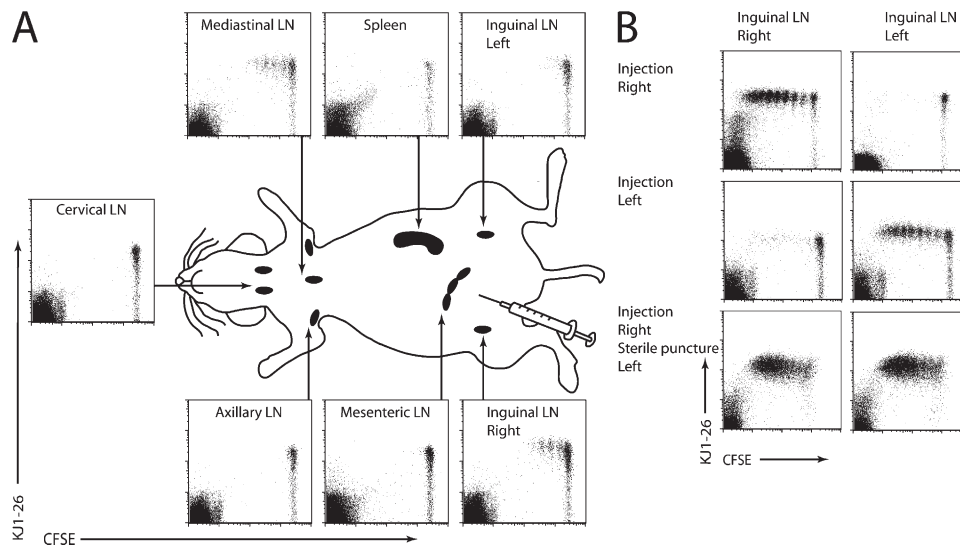 A
Mediastinal LN
Spleen
Inguinal LN
Left
Cervical LN
Axillary LN
Mesenteric LN
Inguinal LN
Right
KJ1-26
CFSE
B
Inguinal LN
Right
Inguinal LN
Left
Injection
Right
Injection
Left
Injection
Right
Sterile puncture
Left
KJ1-26
CFSE